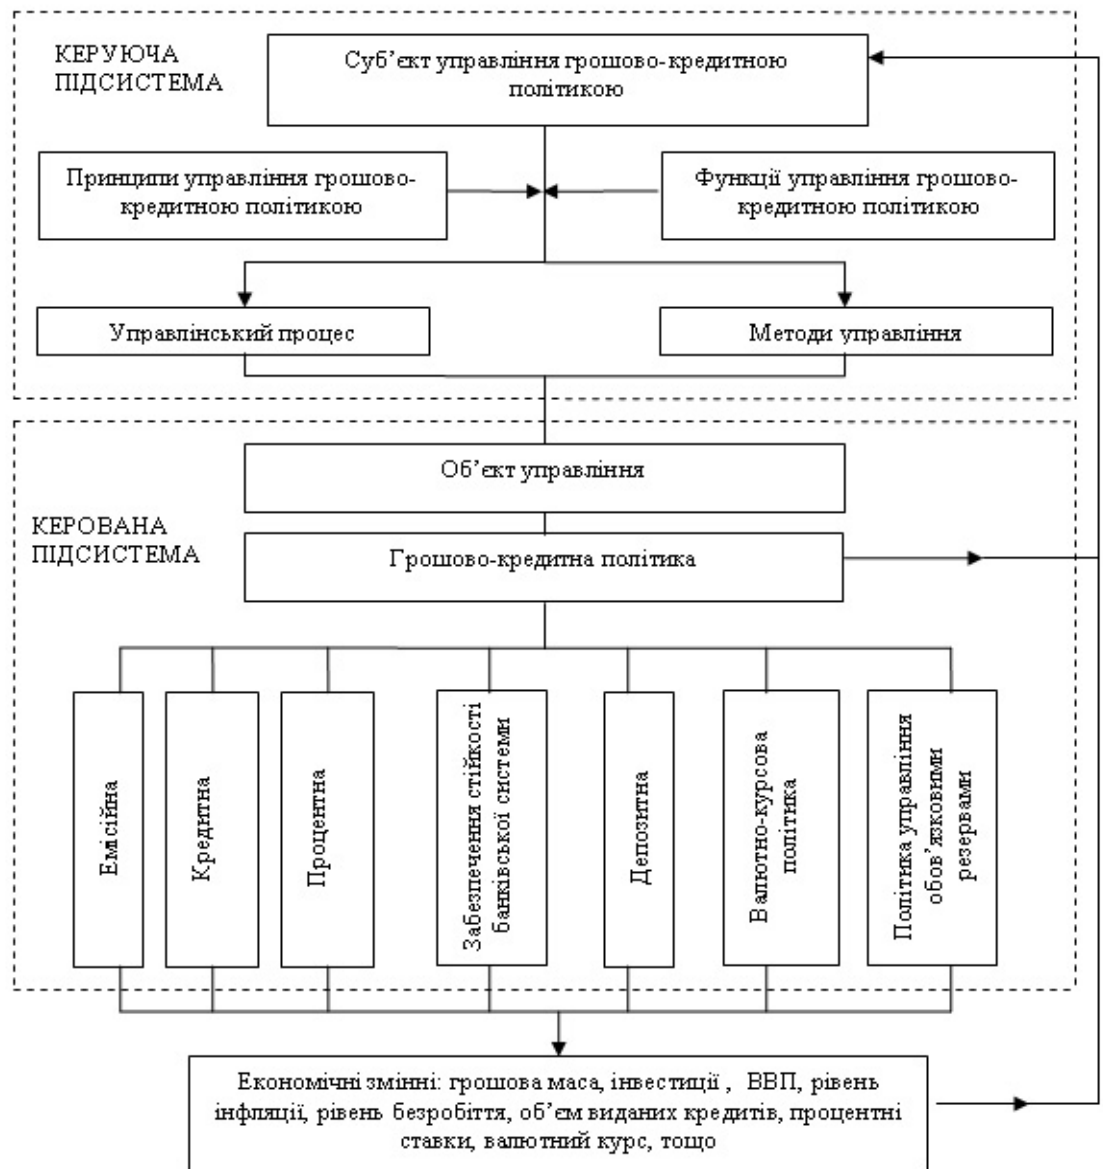 КЕРУЮЧА
ПІДСИСТЕМА
Суб’єкт управління грошово-кредитною
політикою
Принципи управління грошово-
кредитною політикою
Функції управління грошово-
кредитною політикою
Управлінський процес
Методи управління
Об’єкт управління
КЕРОВАНА
ПІДСИСТЕМА
Грошово-кредитна політика
Емісійна
Кредитна
Процентна
Забезпечення стійкості
банківської системи
Депозитна
Валютно-курсова
політика
Політика управління
обов’язковими
резервами
Економічні змінні: грошова маса, інвестиції , ВВП, рівень
інфляції, рівень безробіття, об’єм виданих кредитів, процентні
ставки, валютний курс, тощо